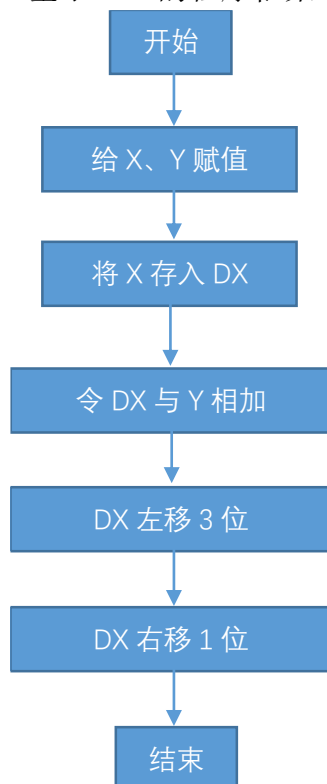 开始
给 X、Y 赋值
将 X 存入 DX
令 DX 与 Y 相加
DX 左移 3 位
DX 右移 1 位
结束